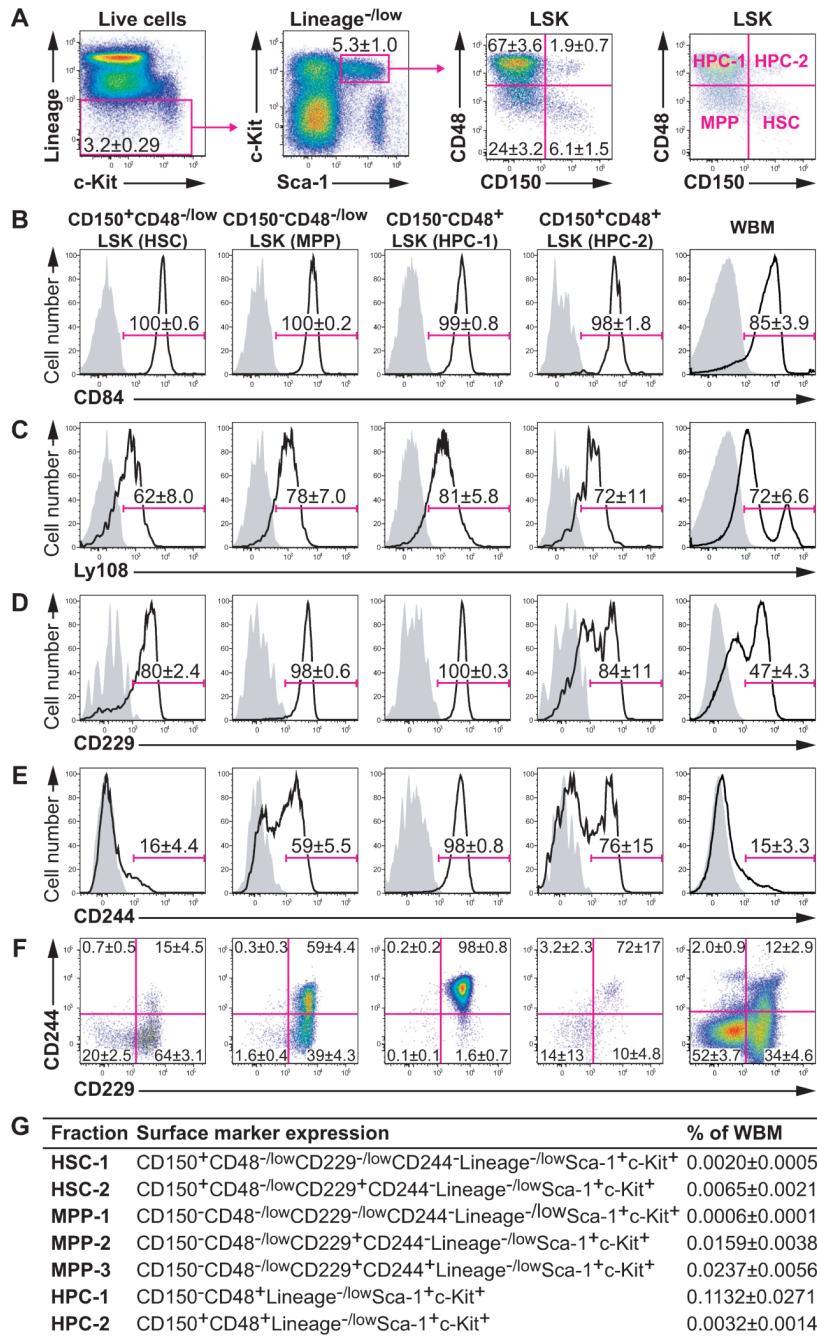 A
Live cells
Lineage-/low
LSK
LSK
5.3±1.0
67±3.6 1.9±0.7
HPC-1 HPC-2
3.2±0.29
24±3.2 6.1±1.5
MPP HSC
Lineage
c-Kit
c-Kit
Sca-1
CD48
CD150
CD48
CD150
B
CD150+CD48-/low LSK (HSC)
CD150-CD48-/low LSK (MPP)
CD150-CD48+ LSK (HPC-1)
CD150+CD48+ LSK (HPC-2)
WBM
Cell number
100±0.6 100±0.2 99±0.8 98±1.8 85±3.9
CD84
C
Cell number
62±8.0 78±7.0 81±5.8 72±11 72±6.6
Ly108
D
Cell number
80±2.4 98±0.6 100±0.3 84±11 47±4.3
CD229
E
Cell number
16±4.4 59±5.5 98±0.8 76±15 15±3.3
CD244
F
0.7±0.5 15±4.5 0.3±0.3 59±4.4 0.2±0.2 98±0.8 3.2±2.3 72±17 2.0±0.9 12±2.9
CD244
20±2.5 64±3.1 1.6±0.4 39±4.3 0.1±0.1 1.6±0.7 14±13 10±4.8 52±3.7 34±4.6
CD229
G
Fraction Surface marker expression % of WBM
HSC-1 CD150+CD48-/lowCD229-/lowCD244-Lineage-/lowSca-1+c-Kit+ 0.0020±0.0005
HSC-2 CD150+CD48-/lowCD229+CD244-Lineage-/lowSca-1+c-Kit+ 0.0065±0.0021
MPP-1 CD150-CD48-/lowCD229-/lowCD244-Lineage-/lowSca-1+c-Kit+ 0.0006±0.0001
MPP-2 CD150-CD48-/lowCD229+CD244-Lineage-/lowSca-1+c-Kit+ 0.0159±0.0038
MPP-3 CD150-CD48-/lowCD229+CD244+Lineage-/lowSca-1+c-Kit+ 0.0237±0.0056
HPC-1 CD150-CD48+Lineage-/lowSca-1+c-Kit+ 0.1132±0.0271
HPC-2 CD150+CD48+Lineage-/lowSca-1+c-Kit+ 0.0032±0.0014